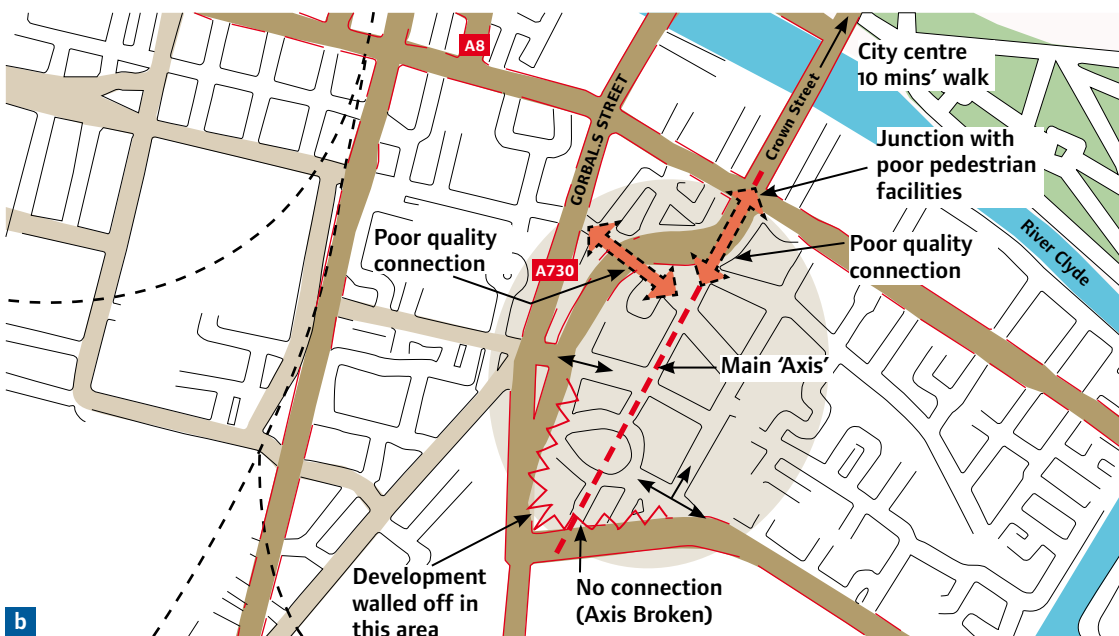 A8
GORBAL.S STREET
Crown Street
City centre
10 mins' walk
Junction with
poor pedestrian
facilities
River Clyde
Poor quality
connection
A730
Poor quality
connection
Main 'Axis'
Development
walled off in
this area
No connection
(Axis Broken)
b